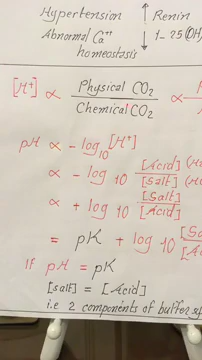 Hypertension ↑ Renin
Abnormal Ca++ homeostasis ↓ 1-25(OH)
[H+] ∝ Physical CO2 / Chemical CO2 ∝
pH ∝ - log10 [H+]
∝ - log 10 [Acid] / [Salt]
∝ + log 10 [Salt] / [Acid]
= pK + log 10
If pH = pK
[salt] = [Acid]
i.e. 2 components of buffer